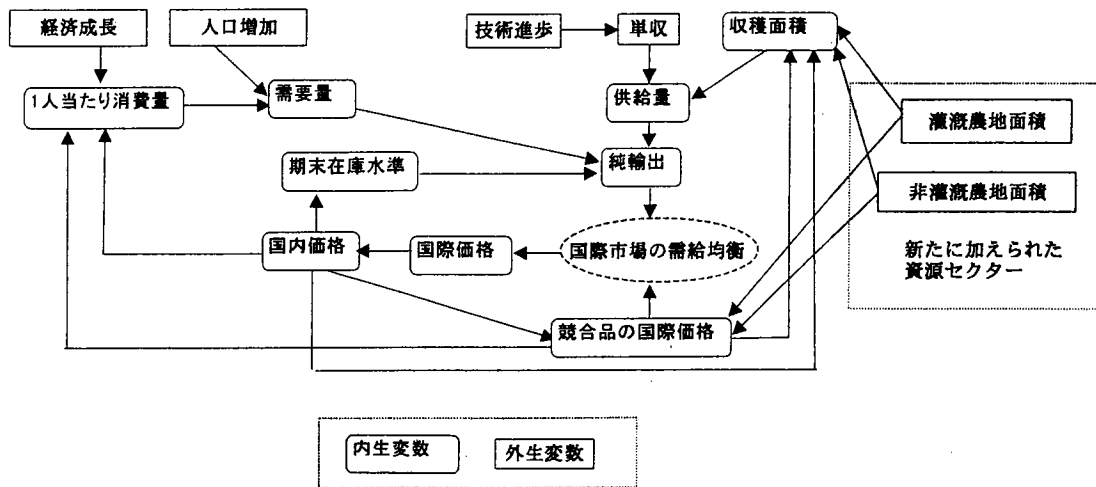 経済成長
人口増加
技術進歩
単収
収穫面積
1人当たり消費量
需要量
供給量
灌漑農地面積
期末在庫水準
純輸出
非灌漑農地面積
国内価格
国際価格
国際市場の需給均衡
新たに加えられた
資源セクター
競合品の国際価格
内生変数
外生変数